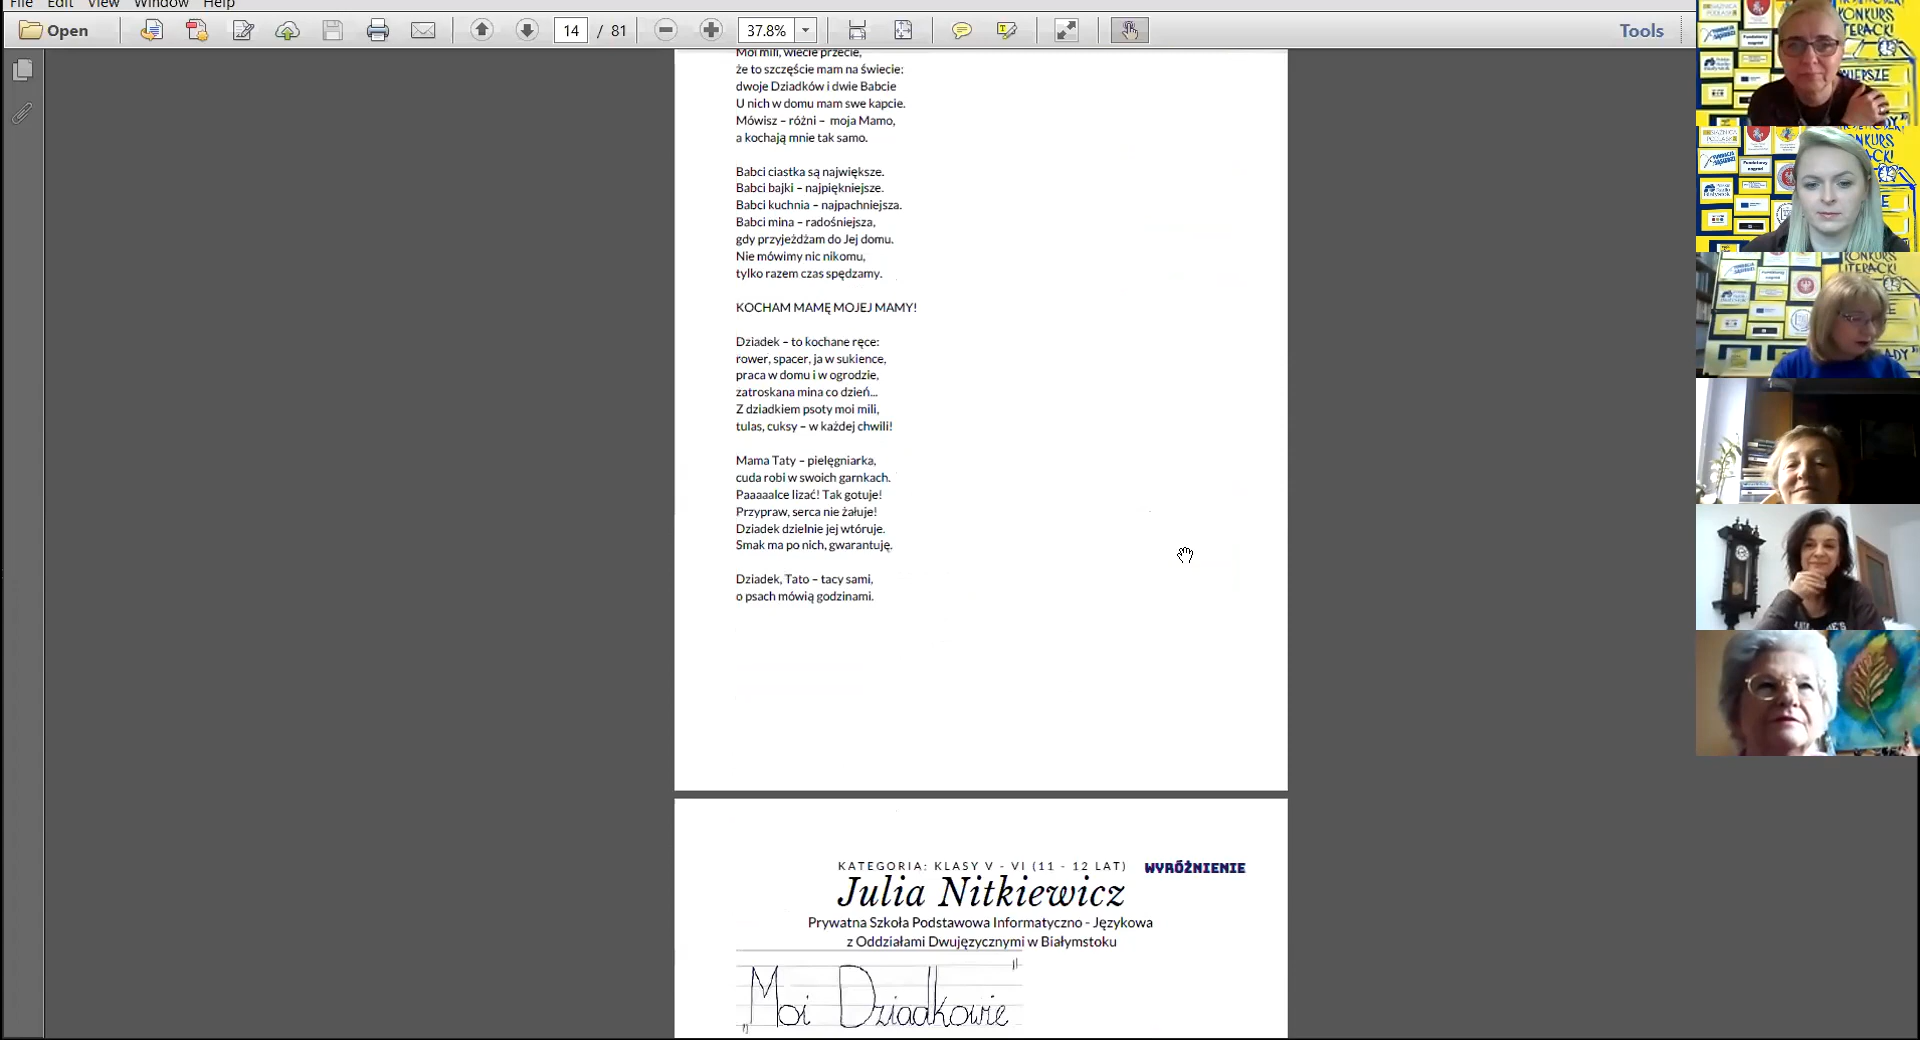 File Edit View Window Help
Open
14 / 81
37.8%
Tools
Moi mili, wiecie przecie,
że to szczęście mam na świecie:
dwoje Dziadków i dwie Babcie
U nich w domu mam swe kapcie.
Mówisz – różni – moja Mamo,
a kochają mnie tak samo.
Babci ciastka są największe.
Babci bajki – najpiękniejsze.
Babci kuchnia – najpachniejsza.
Babci mina – radośniejsza,
gdy przyjeżdżam do Jej domu.
Nie mówimy nic nikomu,
tylko razem czas spędzamy.
KOCHAM MAMĘ MOJEJ MAMY!
Dziadek – to kochane ręce:
rower, spacer, ja w sukience,
praca w domu i w ogrodzie,
zatroskana mina co dzień...
Z dziadkiem psoty moi mili,
tulas, cuksy – w każdej chwili!
Mama Taty – pielęgniarka,
cuda robi w swoich garnkach.
Paaaaalce lizać! Tak gotuje!
Przypraw, serca nie żałuje!
Dziadek dzielnie jej wtóruje.
Smak ma po nich, gwarantuję.
Dziadek, Tato – tacy sami,
o psach mówią godzinami.
KATEGORIA: KLASY V - VI (11 - 12 LAT) WYRÓŻNIENIE
Julia Nitkiewicz
Prywatna Szkoła Podstawowa Informatyczno - Językowa
z Oddziałami Dwujęzycznymi w Białymstoku
„Moi Dziadkowie"
KONKURS
KONKURS
KONKURS
LITERACKI